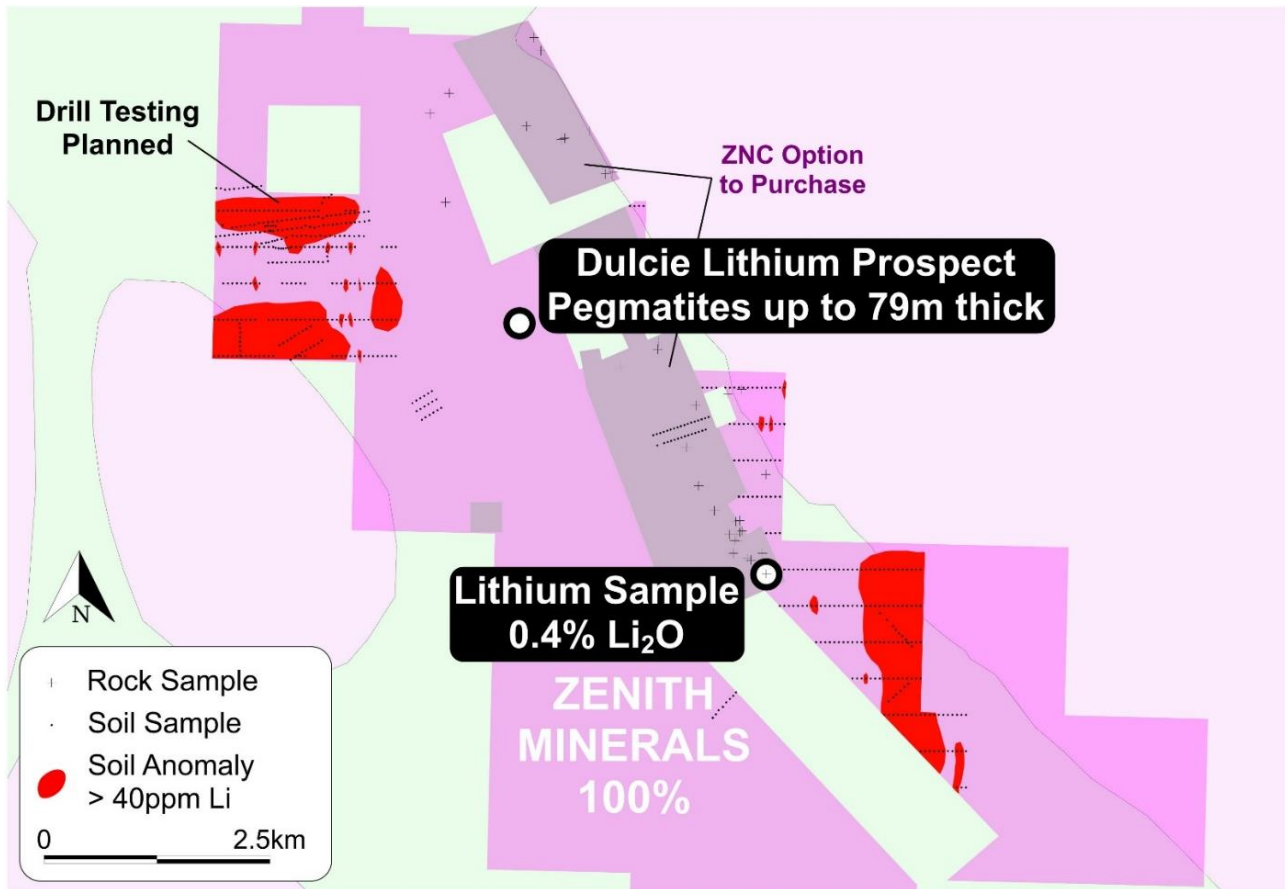 Drill Testing
Planned
ZNC Option
to Purchase
Dulcie Lithium Prospect
Pegmatites up to 79m thick
Lithium Sample
0.4% Li₂O
ZENITH
MINERALS
100%
N
Rock Sample
Soil Sample
Soil Anomaly
> 40ppm Li
0 2.5km